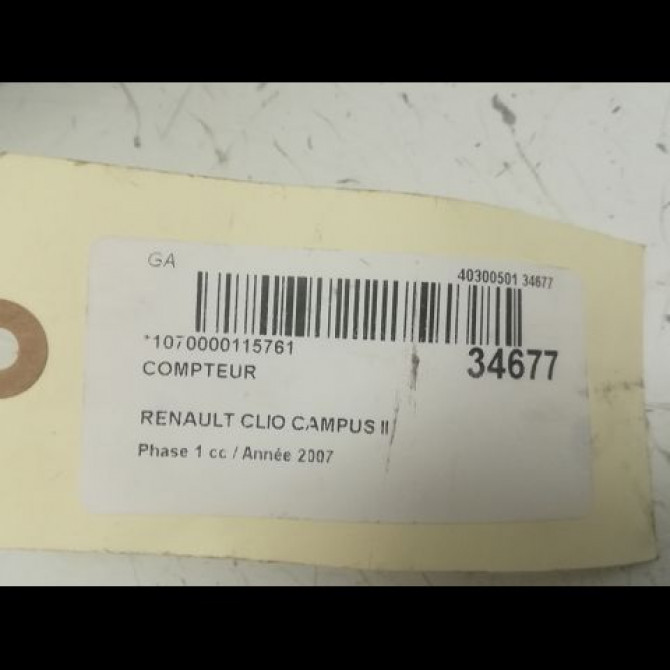 GA
40300501 34677
*1070000115761
34677
COMPTEUR
RENAULT CLIO CAMPUS II
Phase 1 cc / Année 2007